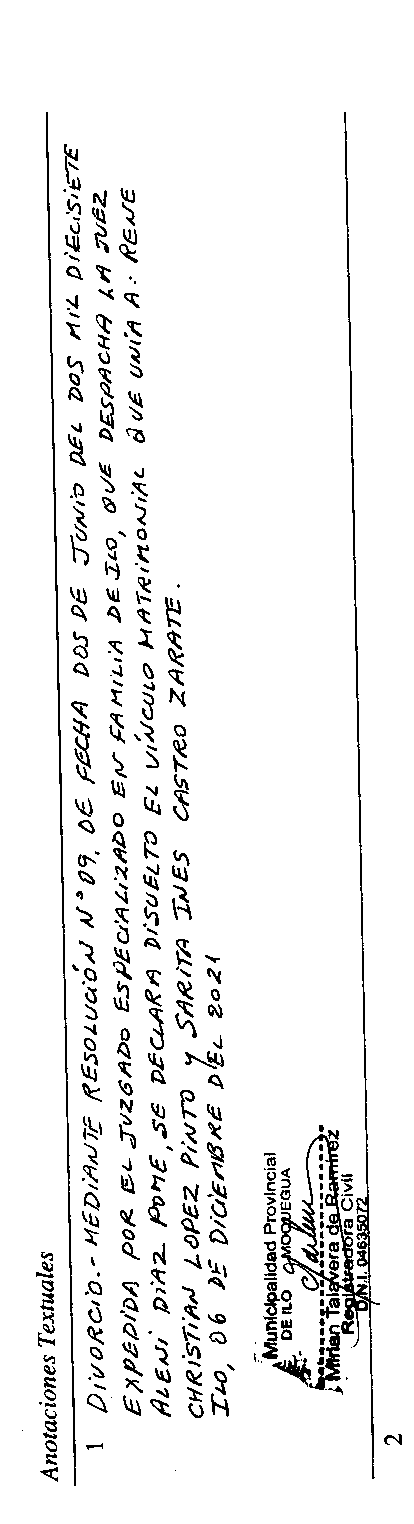 Anotaciones Textuales
1 DIVORCIO.- MEDIANTE RESOLUCIÓN N° 09, DE FECHA DOS DE JUNIO DEL DOS MIL DIECISIETE
EXPEDIDA POR EL JUZGADO ESPECIALIZADO EN FAMILIA DE ILO, QUE DESPACHA LA JUEZ
ALENI DIAZ POME, SE DECLARA DISUELTO EL VÍNCULO MATRIMONIAL QUE UNÍA A: RENE
CHRISTIAN LOPEZ PINTO Y SARITA INES CASTRO ZARATE.
ILO, 06 DE DICIEMBRE DEL 2021
Municipalidad Provincial
DE ILO MOQUEGUA
Mirian Talavera de Ramirez
Registradora Civil
D.N.I. 04635072
2